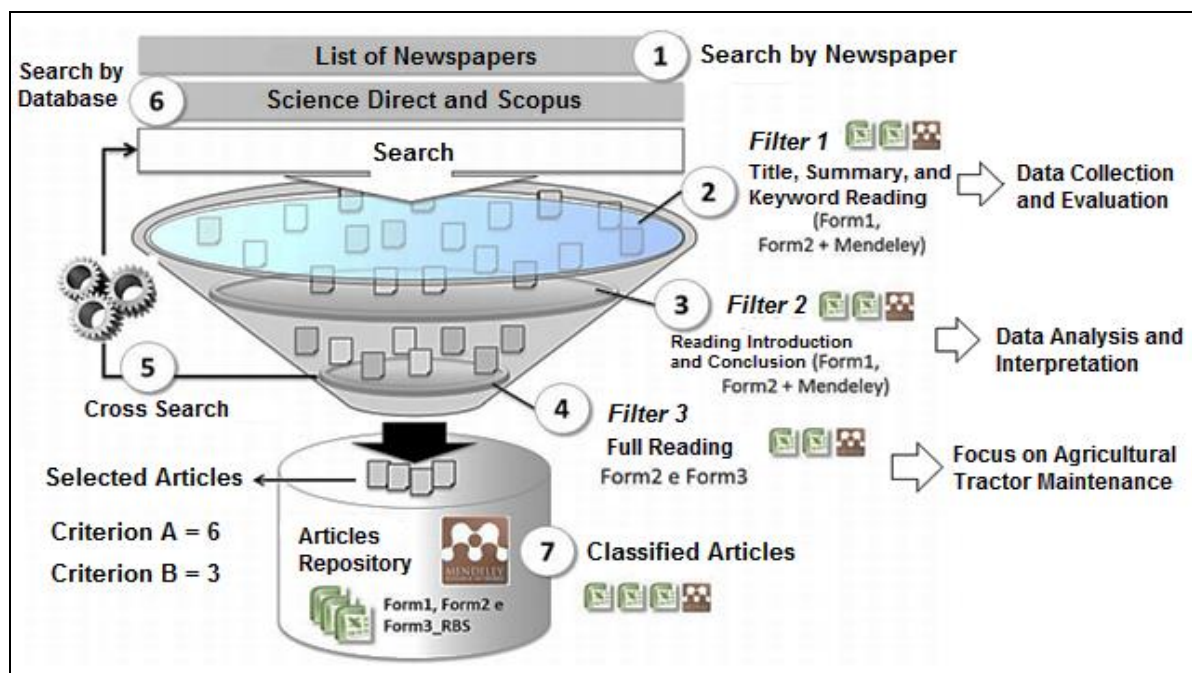 List of Newspapers
1
Search by Newspaper
Search by
Database
6
Science Direct and Scopus
Search
Filter 1
2
Title, Summary, and
Keyword Reading
(Form1,
Form2 + Mendeley)
Data Collection
and Evaluation
3
Filter 2
Reading Introduction
and Conclusion (Form1,
Form2 + Mendeley)
Data Analysis and
Interpretation
5
Cross Search
4
Filter 3
Full Reading
Form2 e Form3
Focus on Agricultural
Tractor Maintenance
Selected Articles
Criterion A = 6
Criterion B = 3
Articles
Repository
MENDELEY
Form1, Form2 e
Form3_RBS
7
Classified Articles